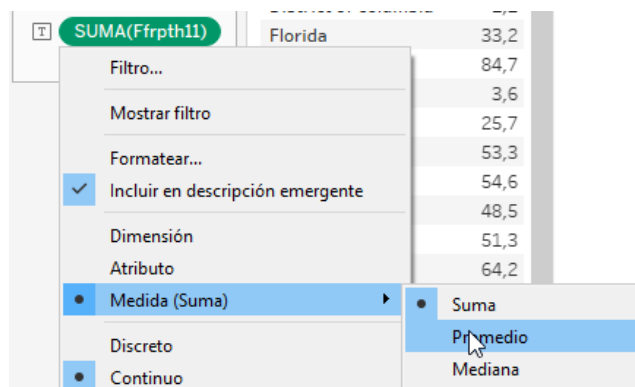 SUMA(Ffrpth11)
Florida 33,2
Filtro... 84,7
3,6
Mostrar filtro 25,7
Formatear... 53,3
Incluir en descripción emergente 54,6
48,5
Dimensión 51,3
Atributo 64,2
Medida (Suma) Suma
Promedio
Discreto
Mediana
Continuo